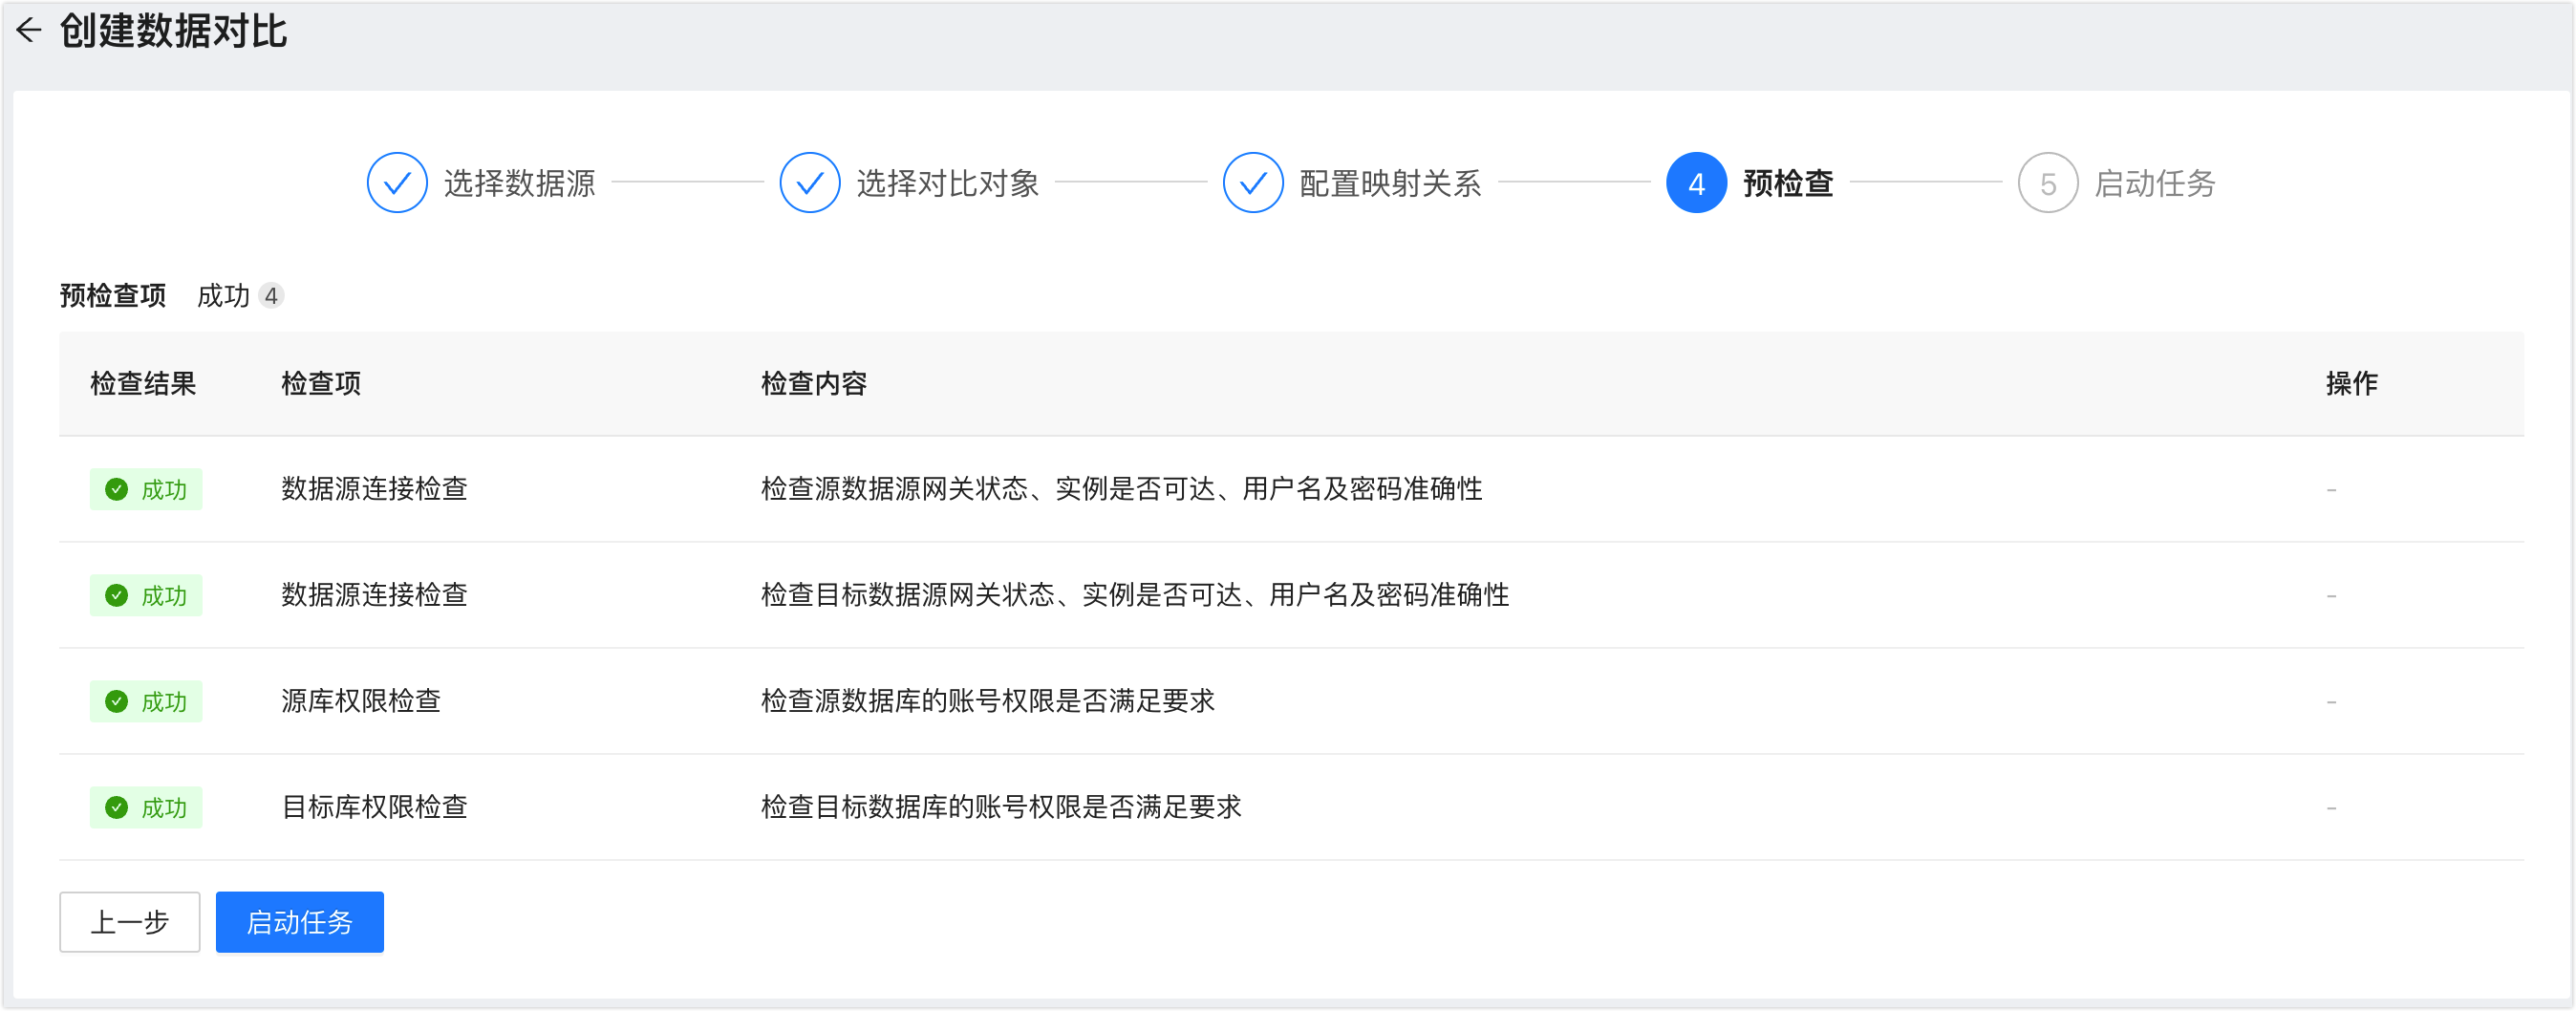 创建数据对比
选择数据源 选择对比对象 配置映射关系 4 预检查 5 启动任务
预检查项 成功 4
检查结果 检查项 检查内容 操作
成功 数据源连接检查 检查源数据源网关状态、实例是否可达、用户名及密码准确性 -
成功 数据源连接检查 检查目标数据源网关状态、实例是否可达、用户名及密码准确性 -
成功 源库权限检查 检查源数据库的账号权限是否满足要求 -
成功 目标库权限检查 检查目标数据库的账号权限是否满足要求 -
上一步 启动任务